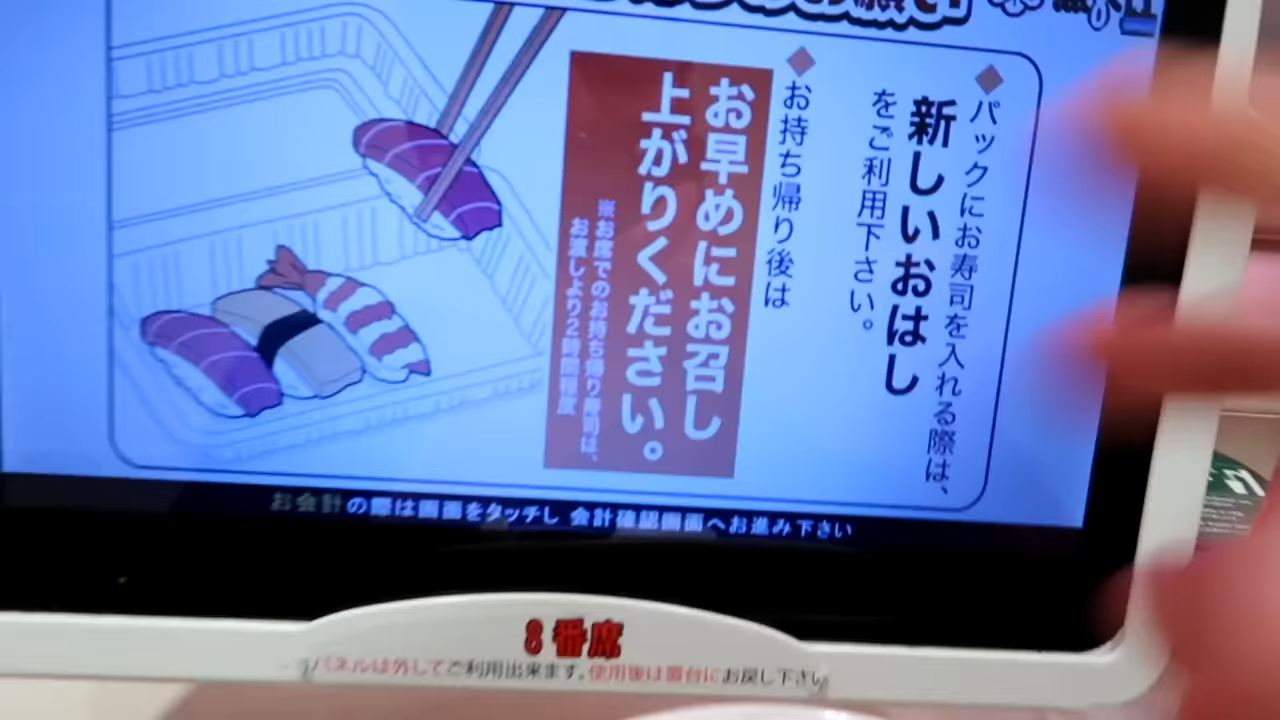 ◆パックにお寿司を入れる際は、
新しいおはし
をご利用下さい。
◆お持ち帰り後は
お早めにお召し
上がりください。
※お席でのお持ち帰り寿司は、
お渡しより2時間程度
お会計の際は画面をタッチし 会計確認画面へお進み下さい
8番席
パネルは外してご利用出来ます。使用後は置台にお戻し下さい